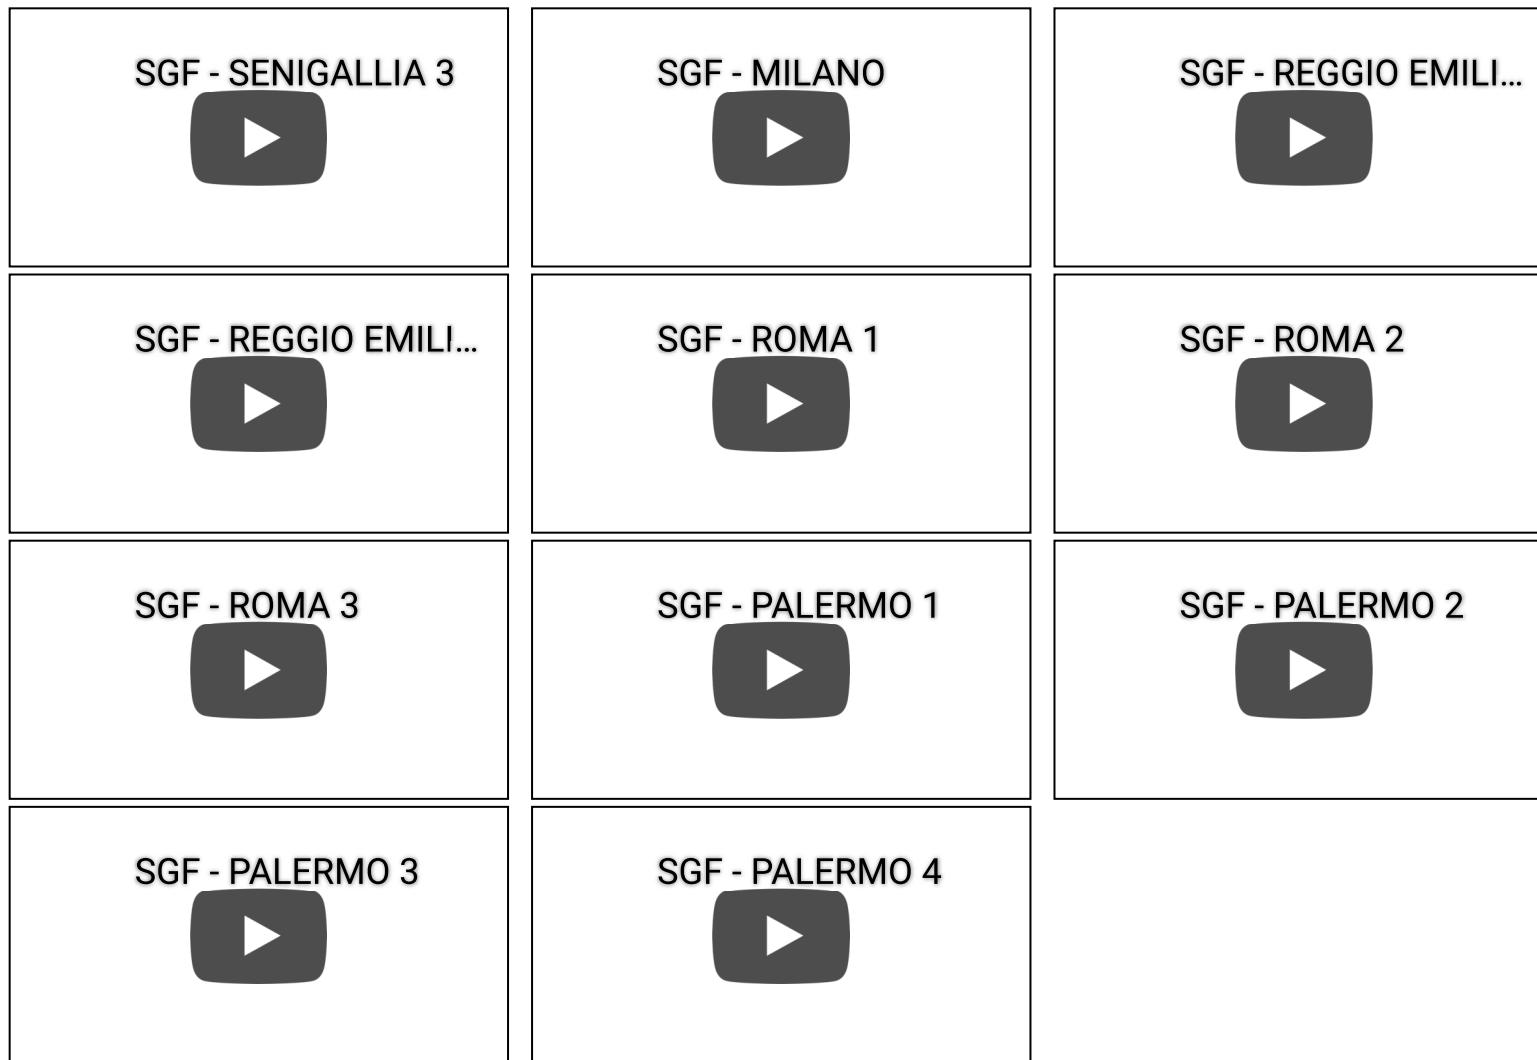 SGF - SENIGALLIA 3
SGF - MILANO
SGF - REGGIO EMILI...
SGF - REGGIO EMILI...
SGF - ROMA 1
SGF - ROMA 2
SGF - ROMA 3
SGF - PALERMO 1
SGF - PALERMO 2
SGF - PALERMO 3
SGF - PALERMO 4